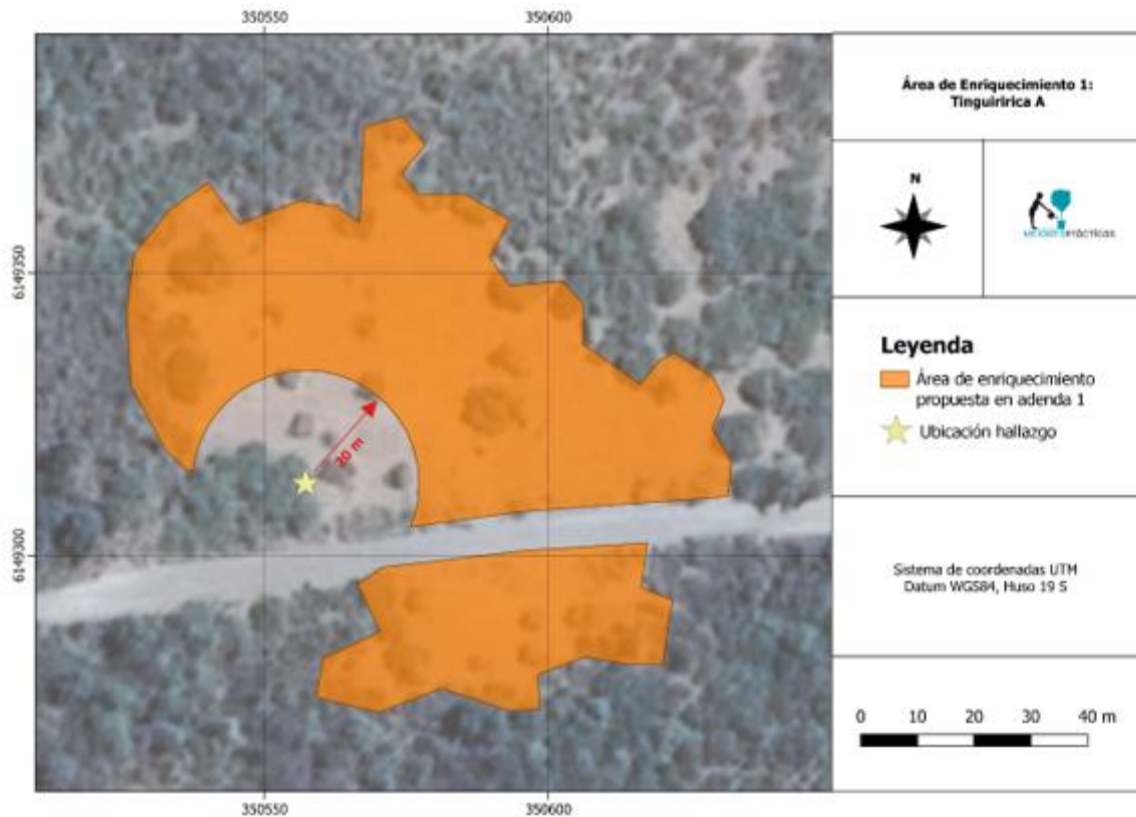 350550
350600
Área de Enriquecimiento 1:
Tinguiririca A
N
6149350
20 m
6149300
Leyenda
Área de enriquecimiento
propuesta en adenda 1
Ubicación hallazgo
Sistema de coordenadas UTM
Datum WGS84, Huso 19 S
0 10 20 30 40 m
350550
350600